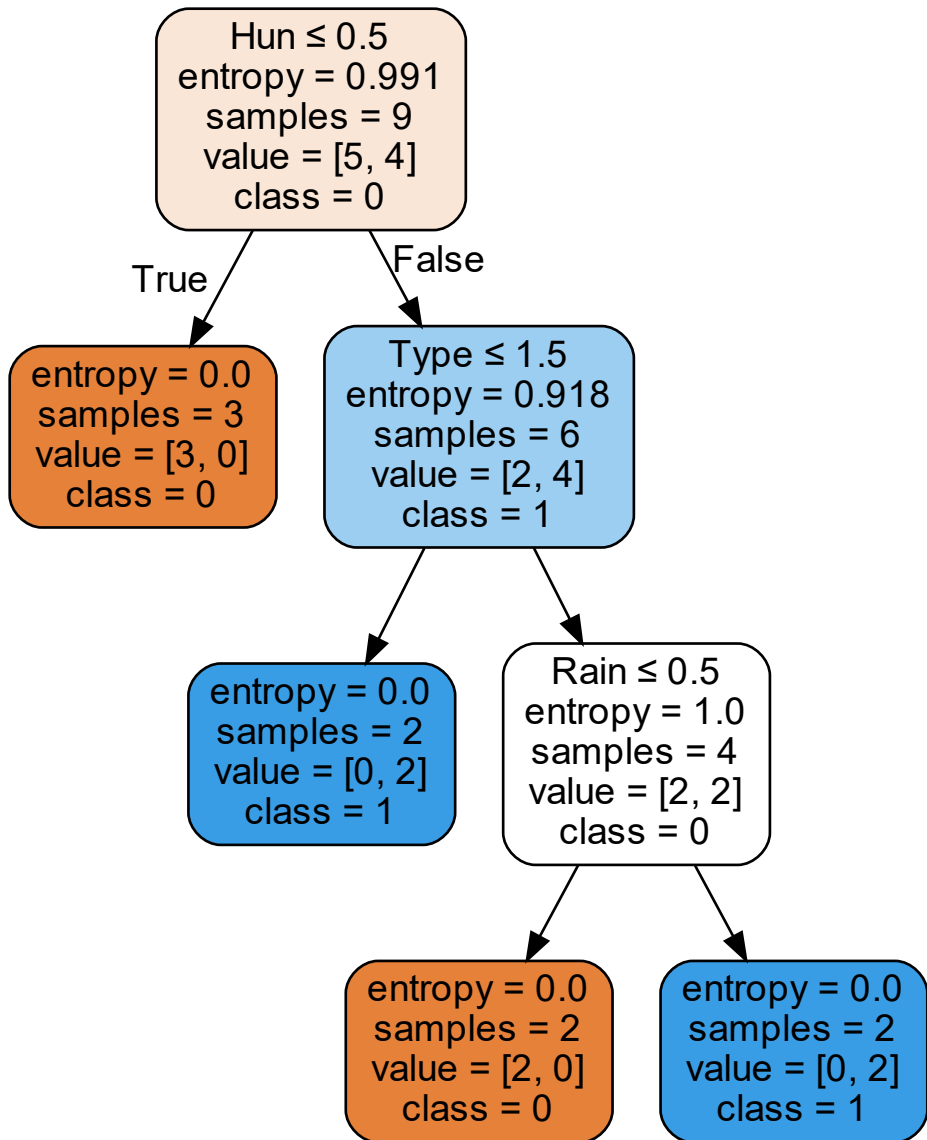 Hun ≤ 0.5
entropy = 0.991
samples = 9
value = [5, 4]
class = 0
True
False
entropy = 0.0
samples = 3
value = [3, 0]
class = 0
Type ≤ 1.5
entropy = 0.918
samples = 6
value = [2, 4]
class = 1
entropy = 0.0
samples = 2
value = [0, 2]
class = 1
Rain ≤ 0.5
entropy = 1.0
samples = 4
value = [2, 2]
class = 0
entropy = 0.0
samples = 2
value = [2, 0]
class = 0
entropy = 0.0
samples = 2
value = [0, 2]
class = 1